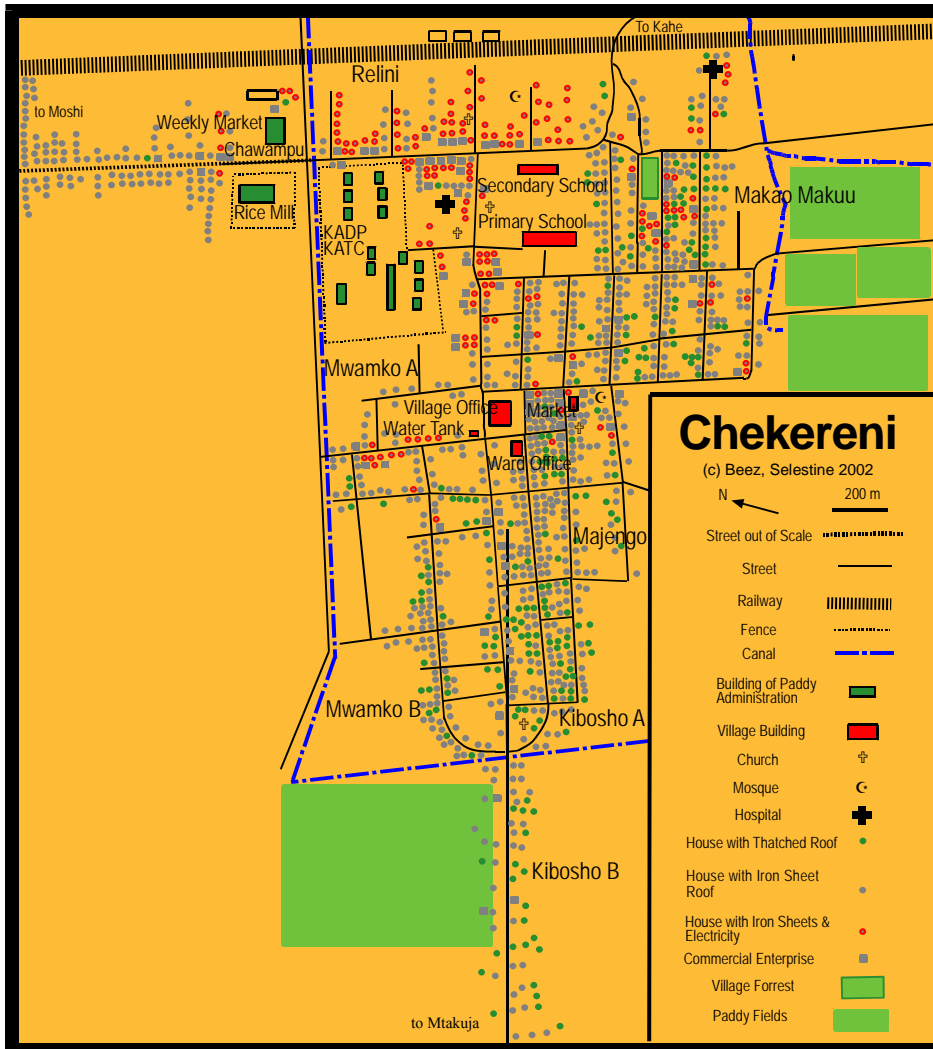 To Kahe
Relini
to Moshi
Weekly Market
Chawampu
Secondary School
Makao Makuu
Rice Mill
Primary School
KADP
KATC
Mwamko A
Village Office
Market
Water Tank
Ward Office
Majengo
Mwamko B
Kibosho A
Kibosho B
to Mtakuja
Chekereni
(c) Beez, Selestine 2002
N
200 m
Street out of Scale
Street
Railway
Fence
Canal
Building of Paddy
Administration
Village Building
Church
Mosque
Hospital
House with Thatched Roof
House with Iron Sheet
Roof
House with Iron Sheets &
Electricity
Commercial Enterprise
Village Forrest
Paddy Fields